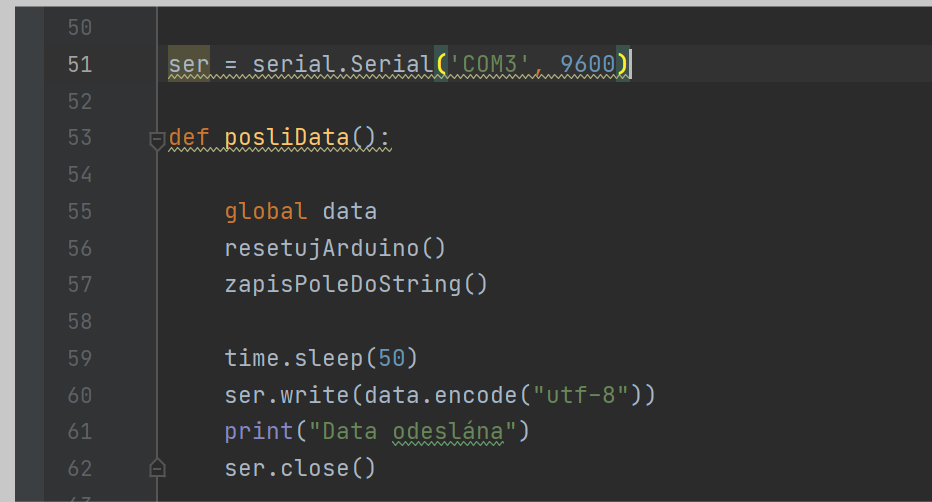 50
51 ser = serial.Serial('COM3', 9600)
52
53 def posliData():
54
55 global data
56 resetujArduino()
57 zapisPoleDoString()
58
59 time.sleep(50)
60 ser.write(data.encode("utf-8"))
61 print("Data odeslána")
62 ser.close()
63